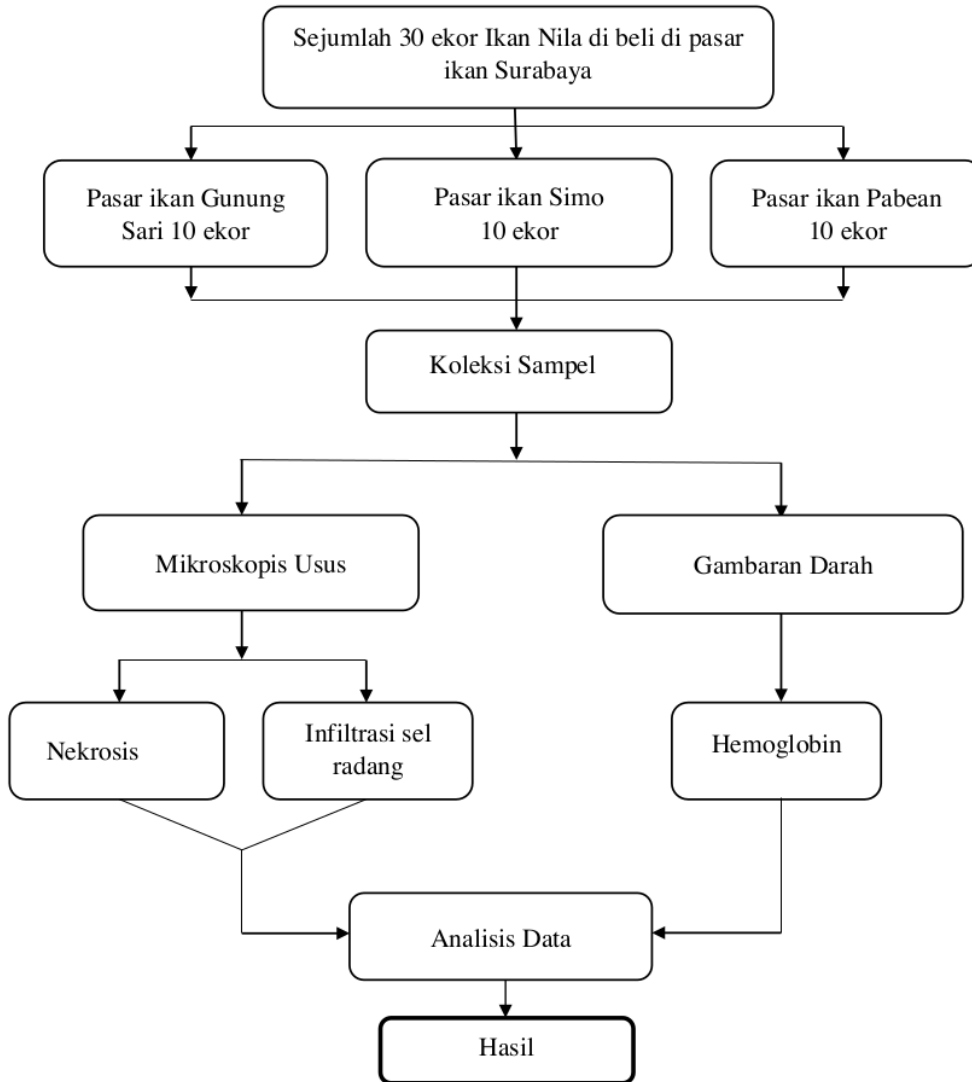 Sejumlah 30 ekor Ikan Nila di beli di pasar
ikan Surabaya
Pasar ikan Gunung
Sari 10 ekor
Pasar ikan Simo
10 ekor
Pasar ikan Pabean
10 ekor
Koleksi Sampel
Mikroskopis Usus
Gambaran Darah
Nekrosis
Infiltrasi sel
radang
Hemoglobin
Analisis Data
Hasil